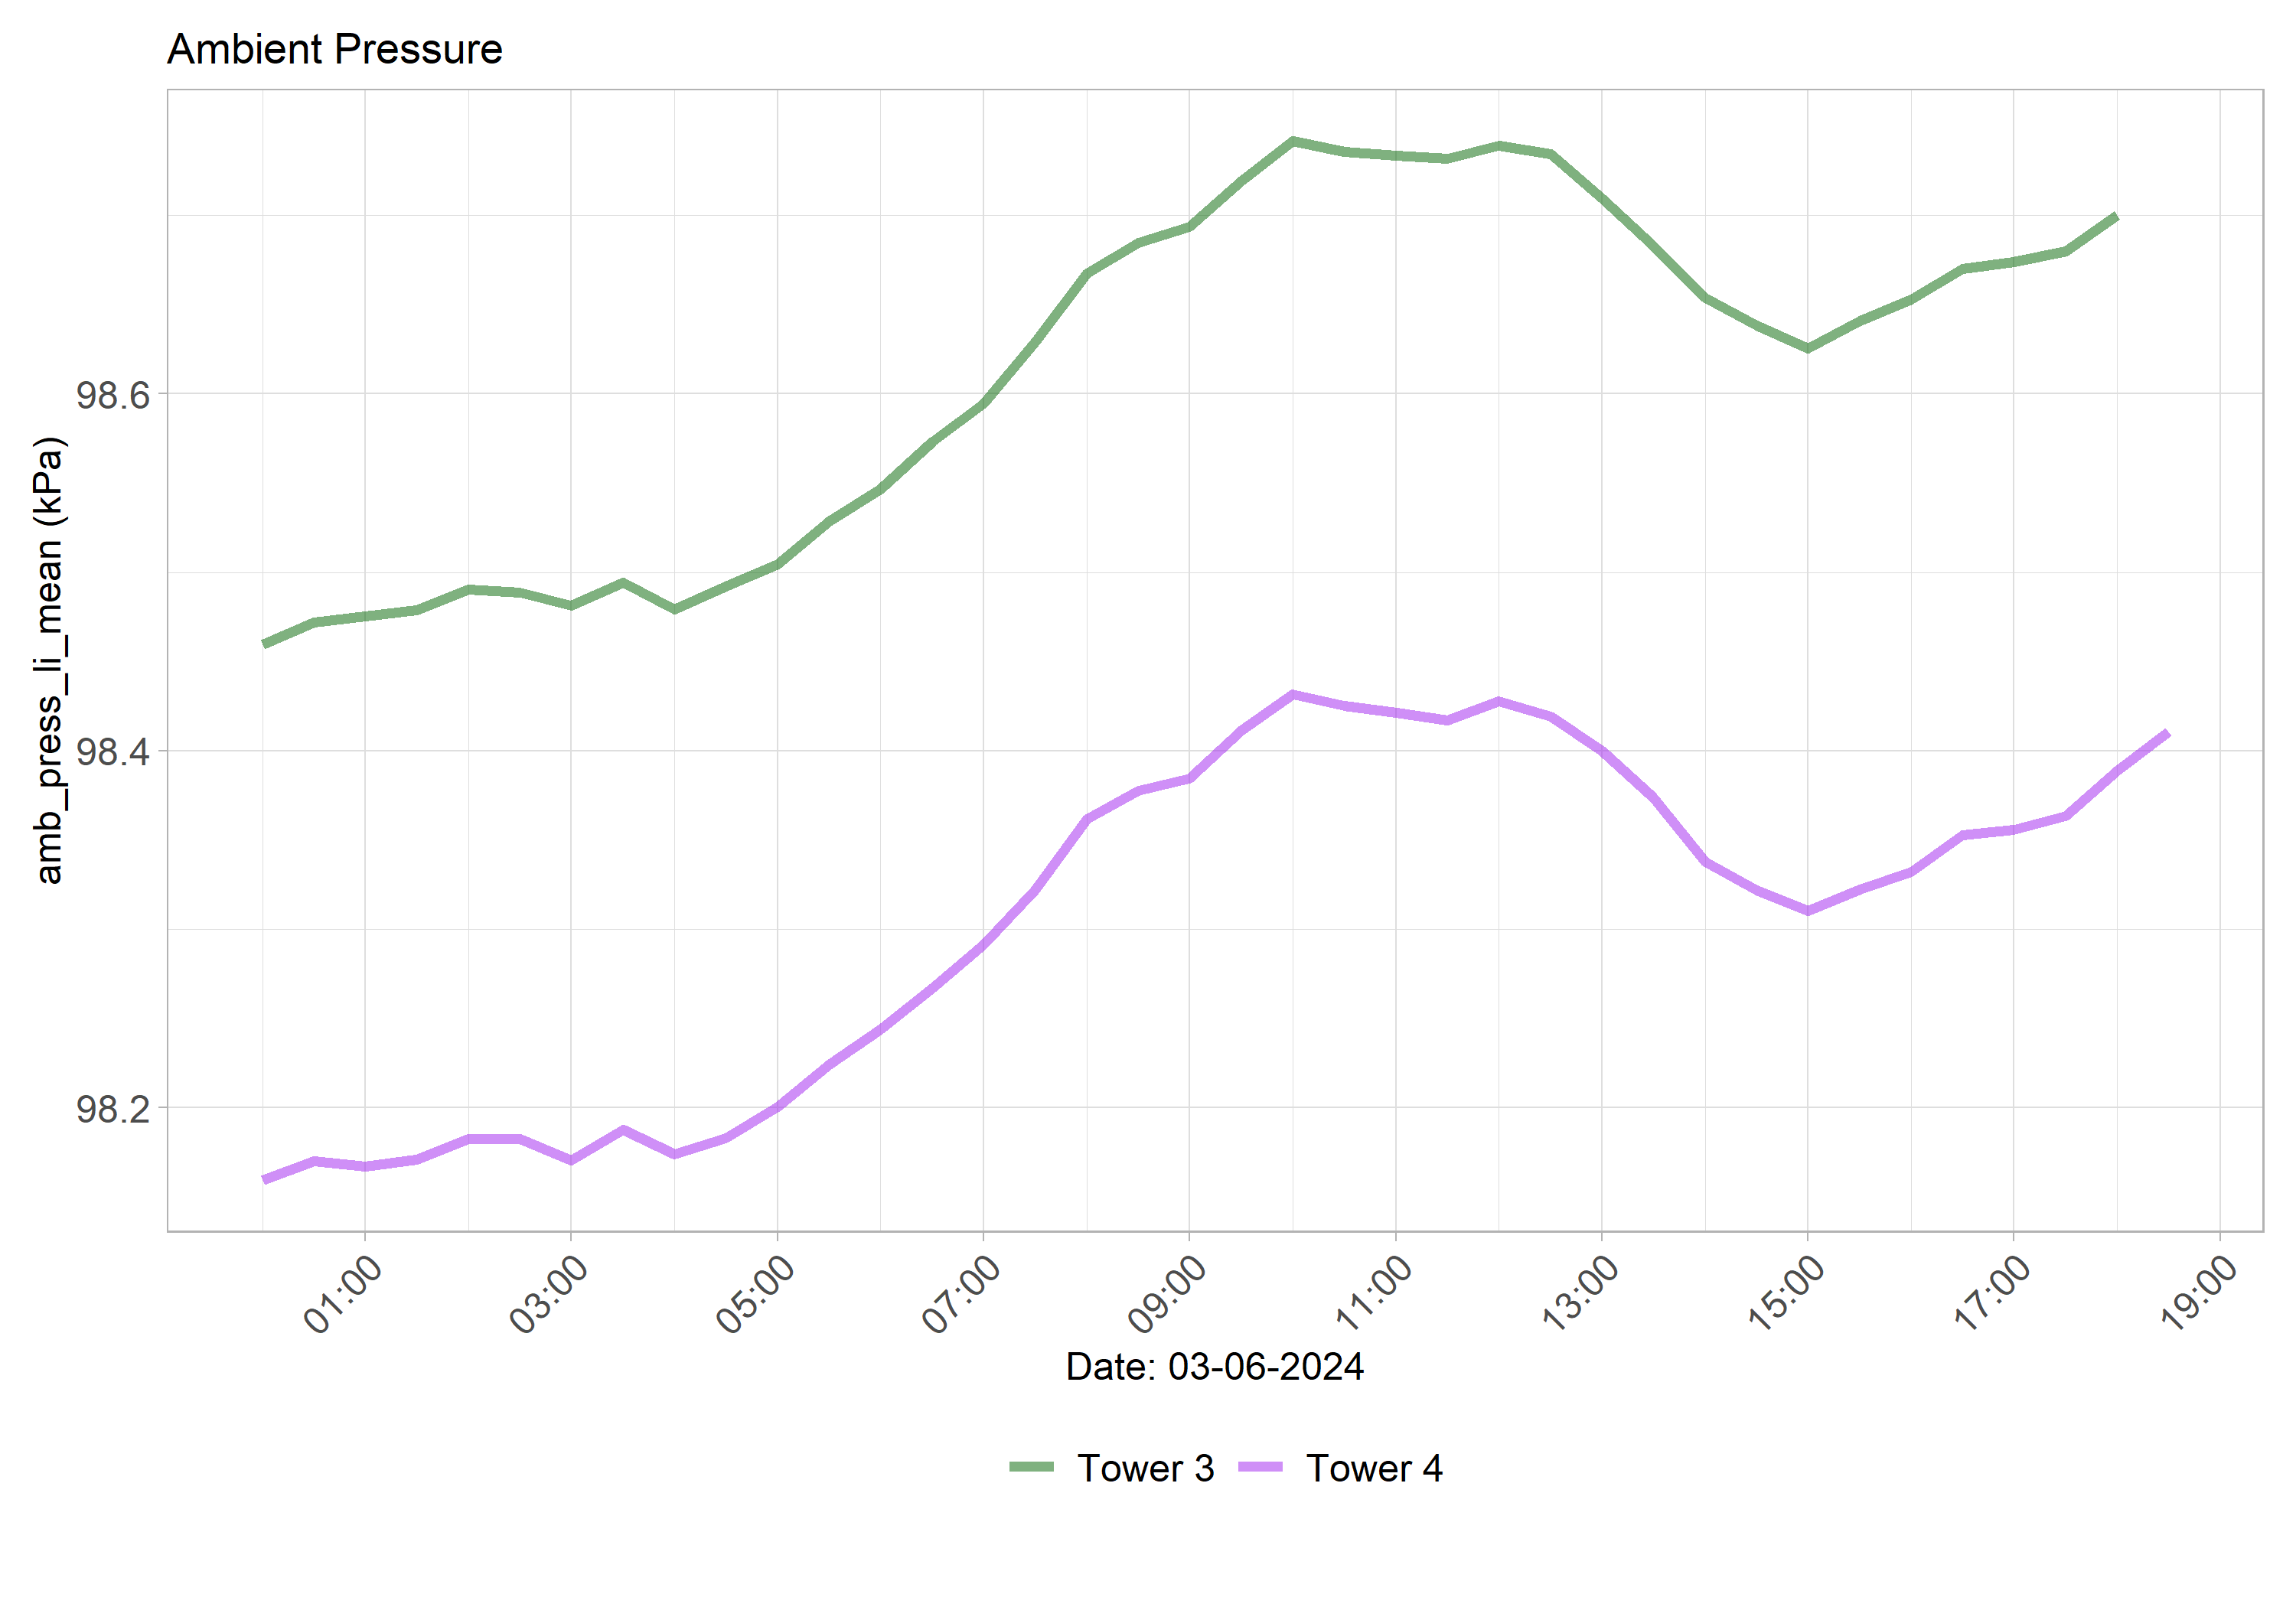 Ambient Pressure
amb_press_li_mean (kPa)
98.6
98.4
98.2
01:00 03:00 05:00 07:00 09:00 11:00 13:00 15:00 17:00 19:00
Date: 03-06-2024
Tower 3 Tower 4